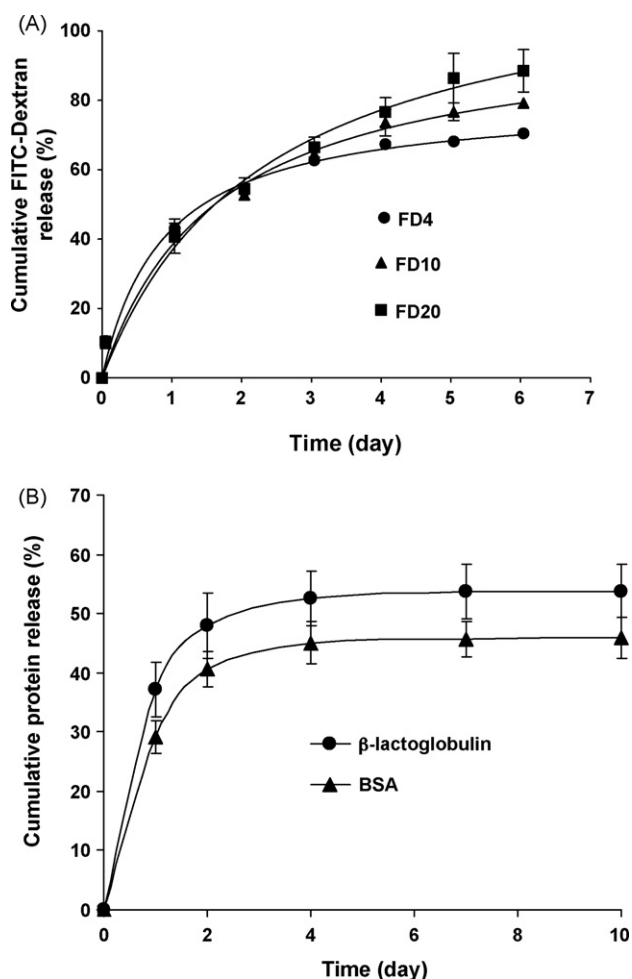 (A)
Cumulative FITC-Dextran
release (%)
100
80
60
40
20
0
FD4
FD10
FD20
0 1 2 3 4 5 6 7
Time (day)
(B)
Cumulative protein release (%)
70
60
50
40
30
20
10
0
β-lactoglobulin
BSA
0 2 4 6 8 10
Time (day)